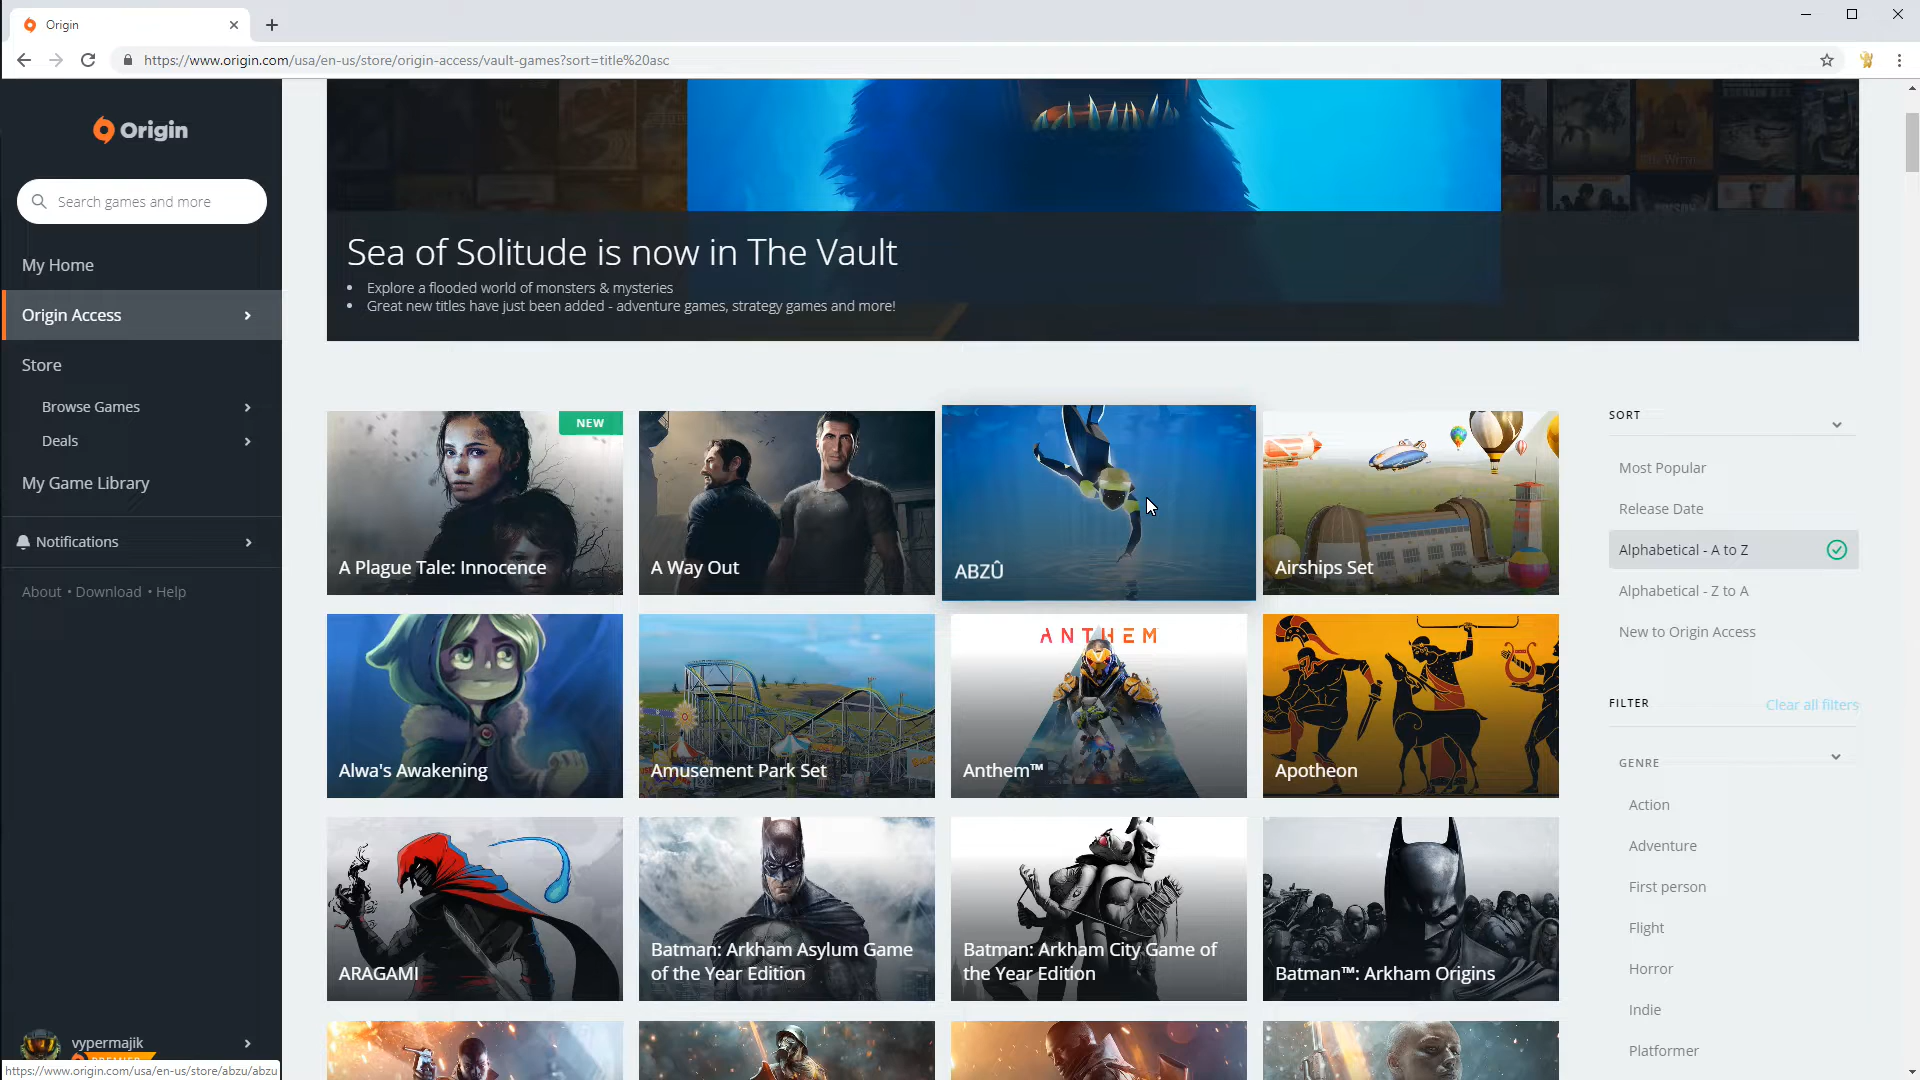 Origin
https://www.origin.com/usa/en-us/store/origin-access/vault-games?sort=title%20asc
Origin
Search games and more
My Home
Origin Access
Store
Browse Games
Deals
My Game Library
Notifications
About • Download • Help
vypermajik
PREMIER
https://www.origin.com/usa/en-us/store/abzu/abzu
Sea of Solitude is now in The Vault
• Explore a flooded world of monsters & mysteries
• Great new titles have just been added - adventure games, strategy games and more!
NEW
A Plague Tale: Innocence
A Way Out
ABZÛ
Airships Set
Alwa's Awakening
Amusement Park Set
ANTHEM
Anthem™
Apotheon
ARAGAMI
Batman: Arkham Asylum Game
of the Year Edition
Batman: Arkham City Game of
the Year Edition
Batman™: Arkham Origins
SORT
Most Popular
Release Date
Alphabetical - A to Z
Alphabetical - Z to A
New to Origin Access
FILTER
Clear all filters
GENRE
Action
Adventure
First person
Flight
Horror
Indie
Platformer